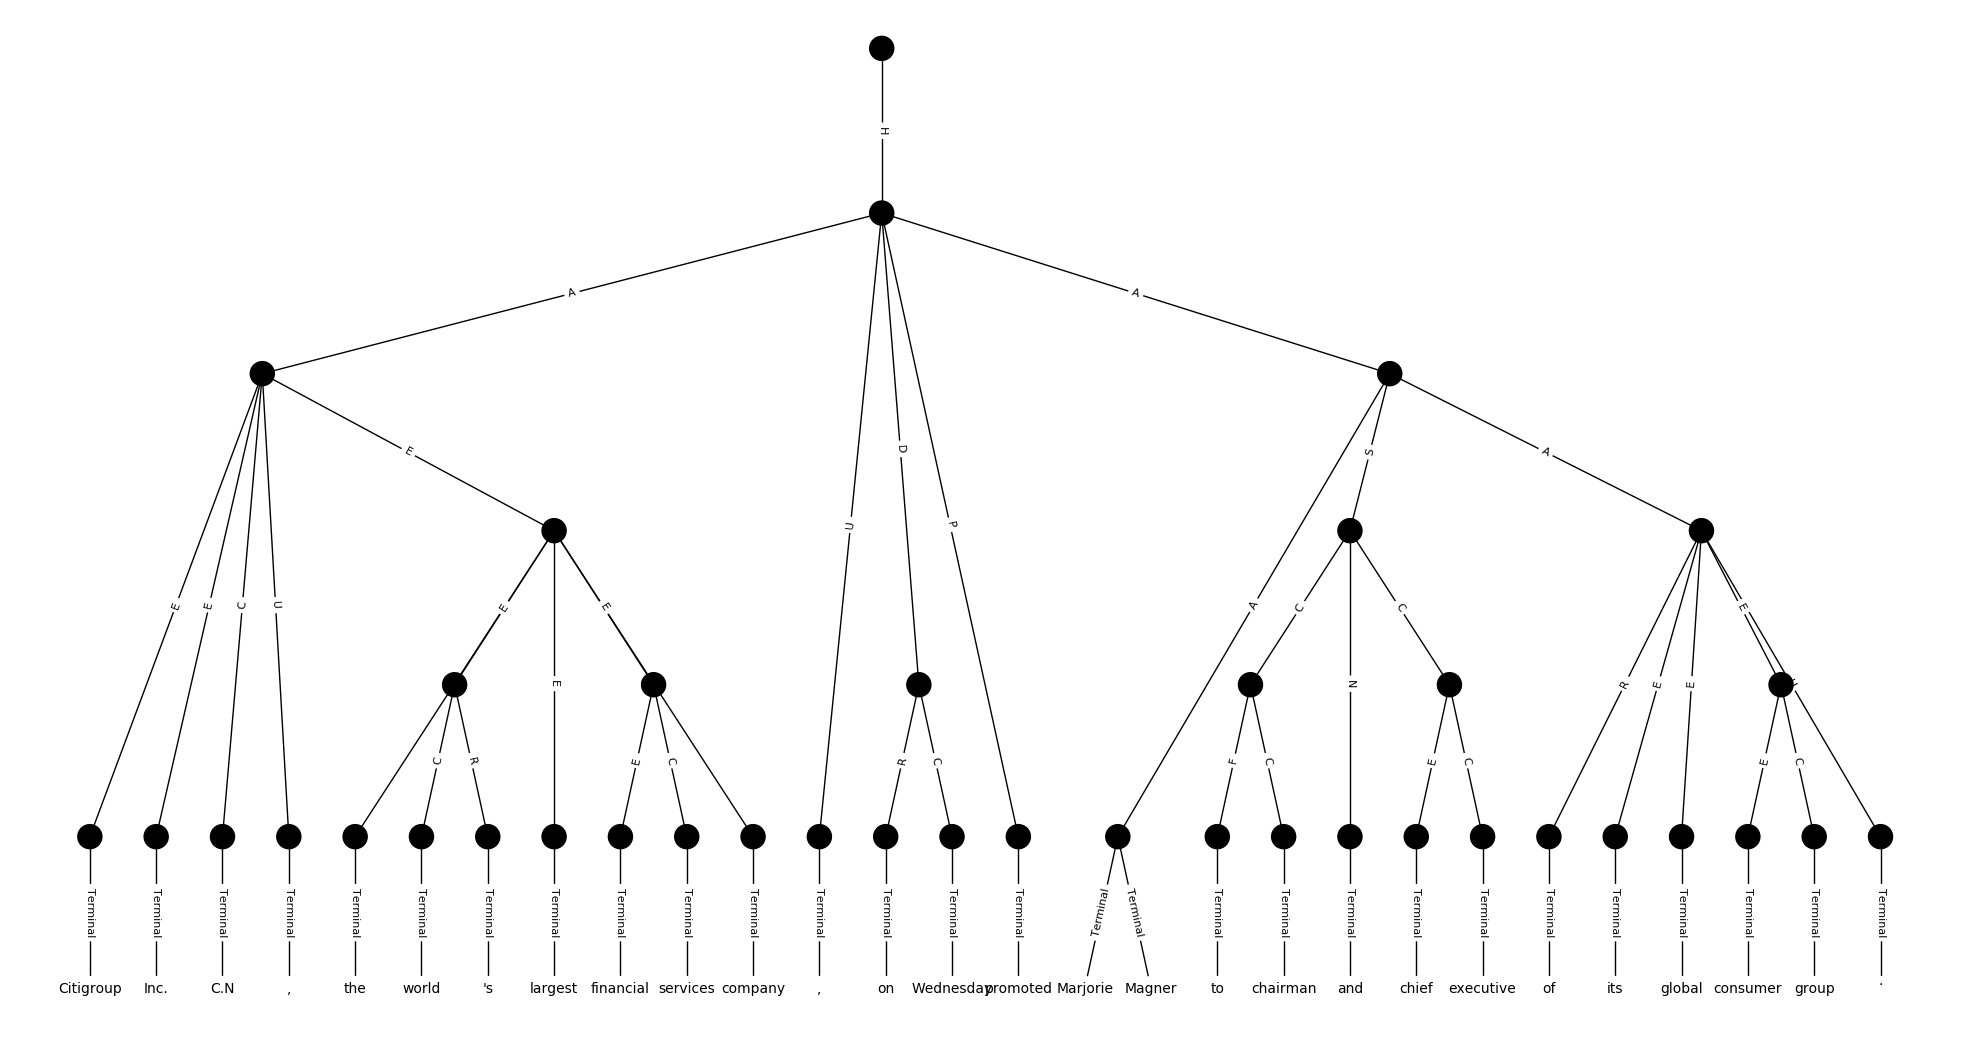 H
A
A
E
S
A
U
D
P
E
E
C
U
E
E
E
A
C
N
C
R
E
E
E
C
R
E
C
R
C
F
C
E
C
E
C
Terminal Terminal Terminal Terminal Terminal Terminal Terminal Terminal Terminal Terminal Terminal Terminal Terminal Terminal Terminal Terminal Terminal Terminal Terminal Terminal Terminal Terminal Terminal Terminal Terminal Terminal Terminal Terminal
Citigroup Inc. C.N , the world 's largest financial services company , on Wednesday promoted Marjorie Magner to chairman and chief executive of its global consumer group .